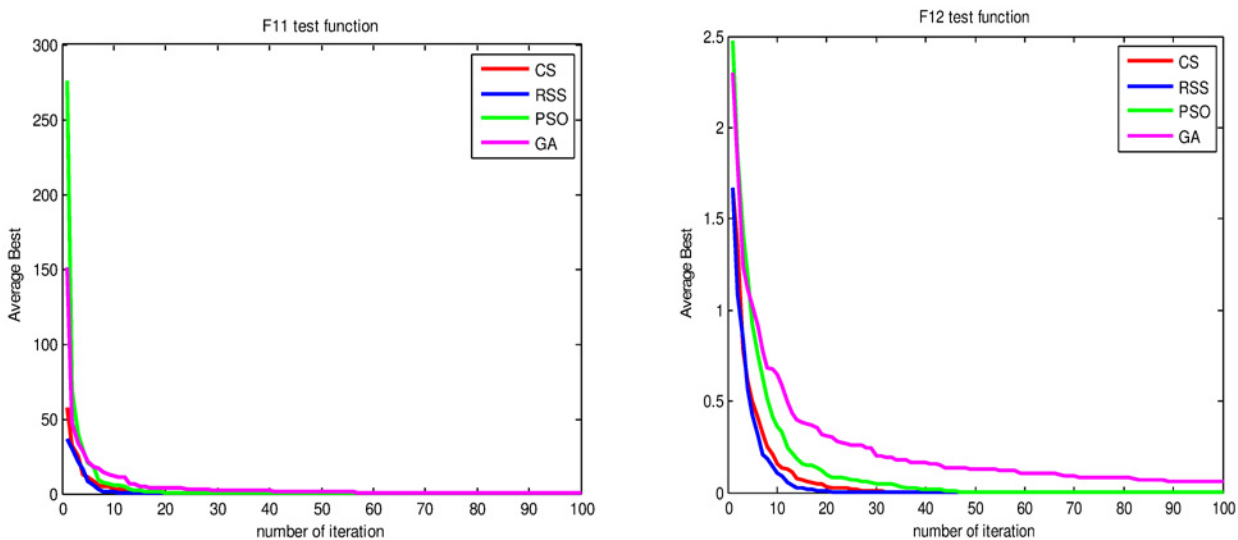 F11 test function
300
250
200
150
100
50
0
Average Best
CS
RSS
PSO
GA
0 10 20 30 40 50 60 70 80 90 100
number of iteration
F12 test function
2.5
2
1.5
1
0.5
0
Average Best
CS
RSS
PSO
GA
0 10 20 30 40 50 60 70 80 90 100
number of iteration